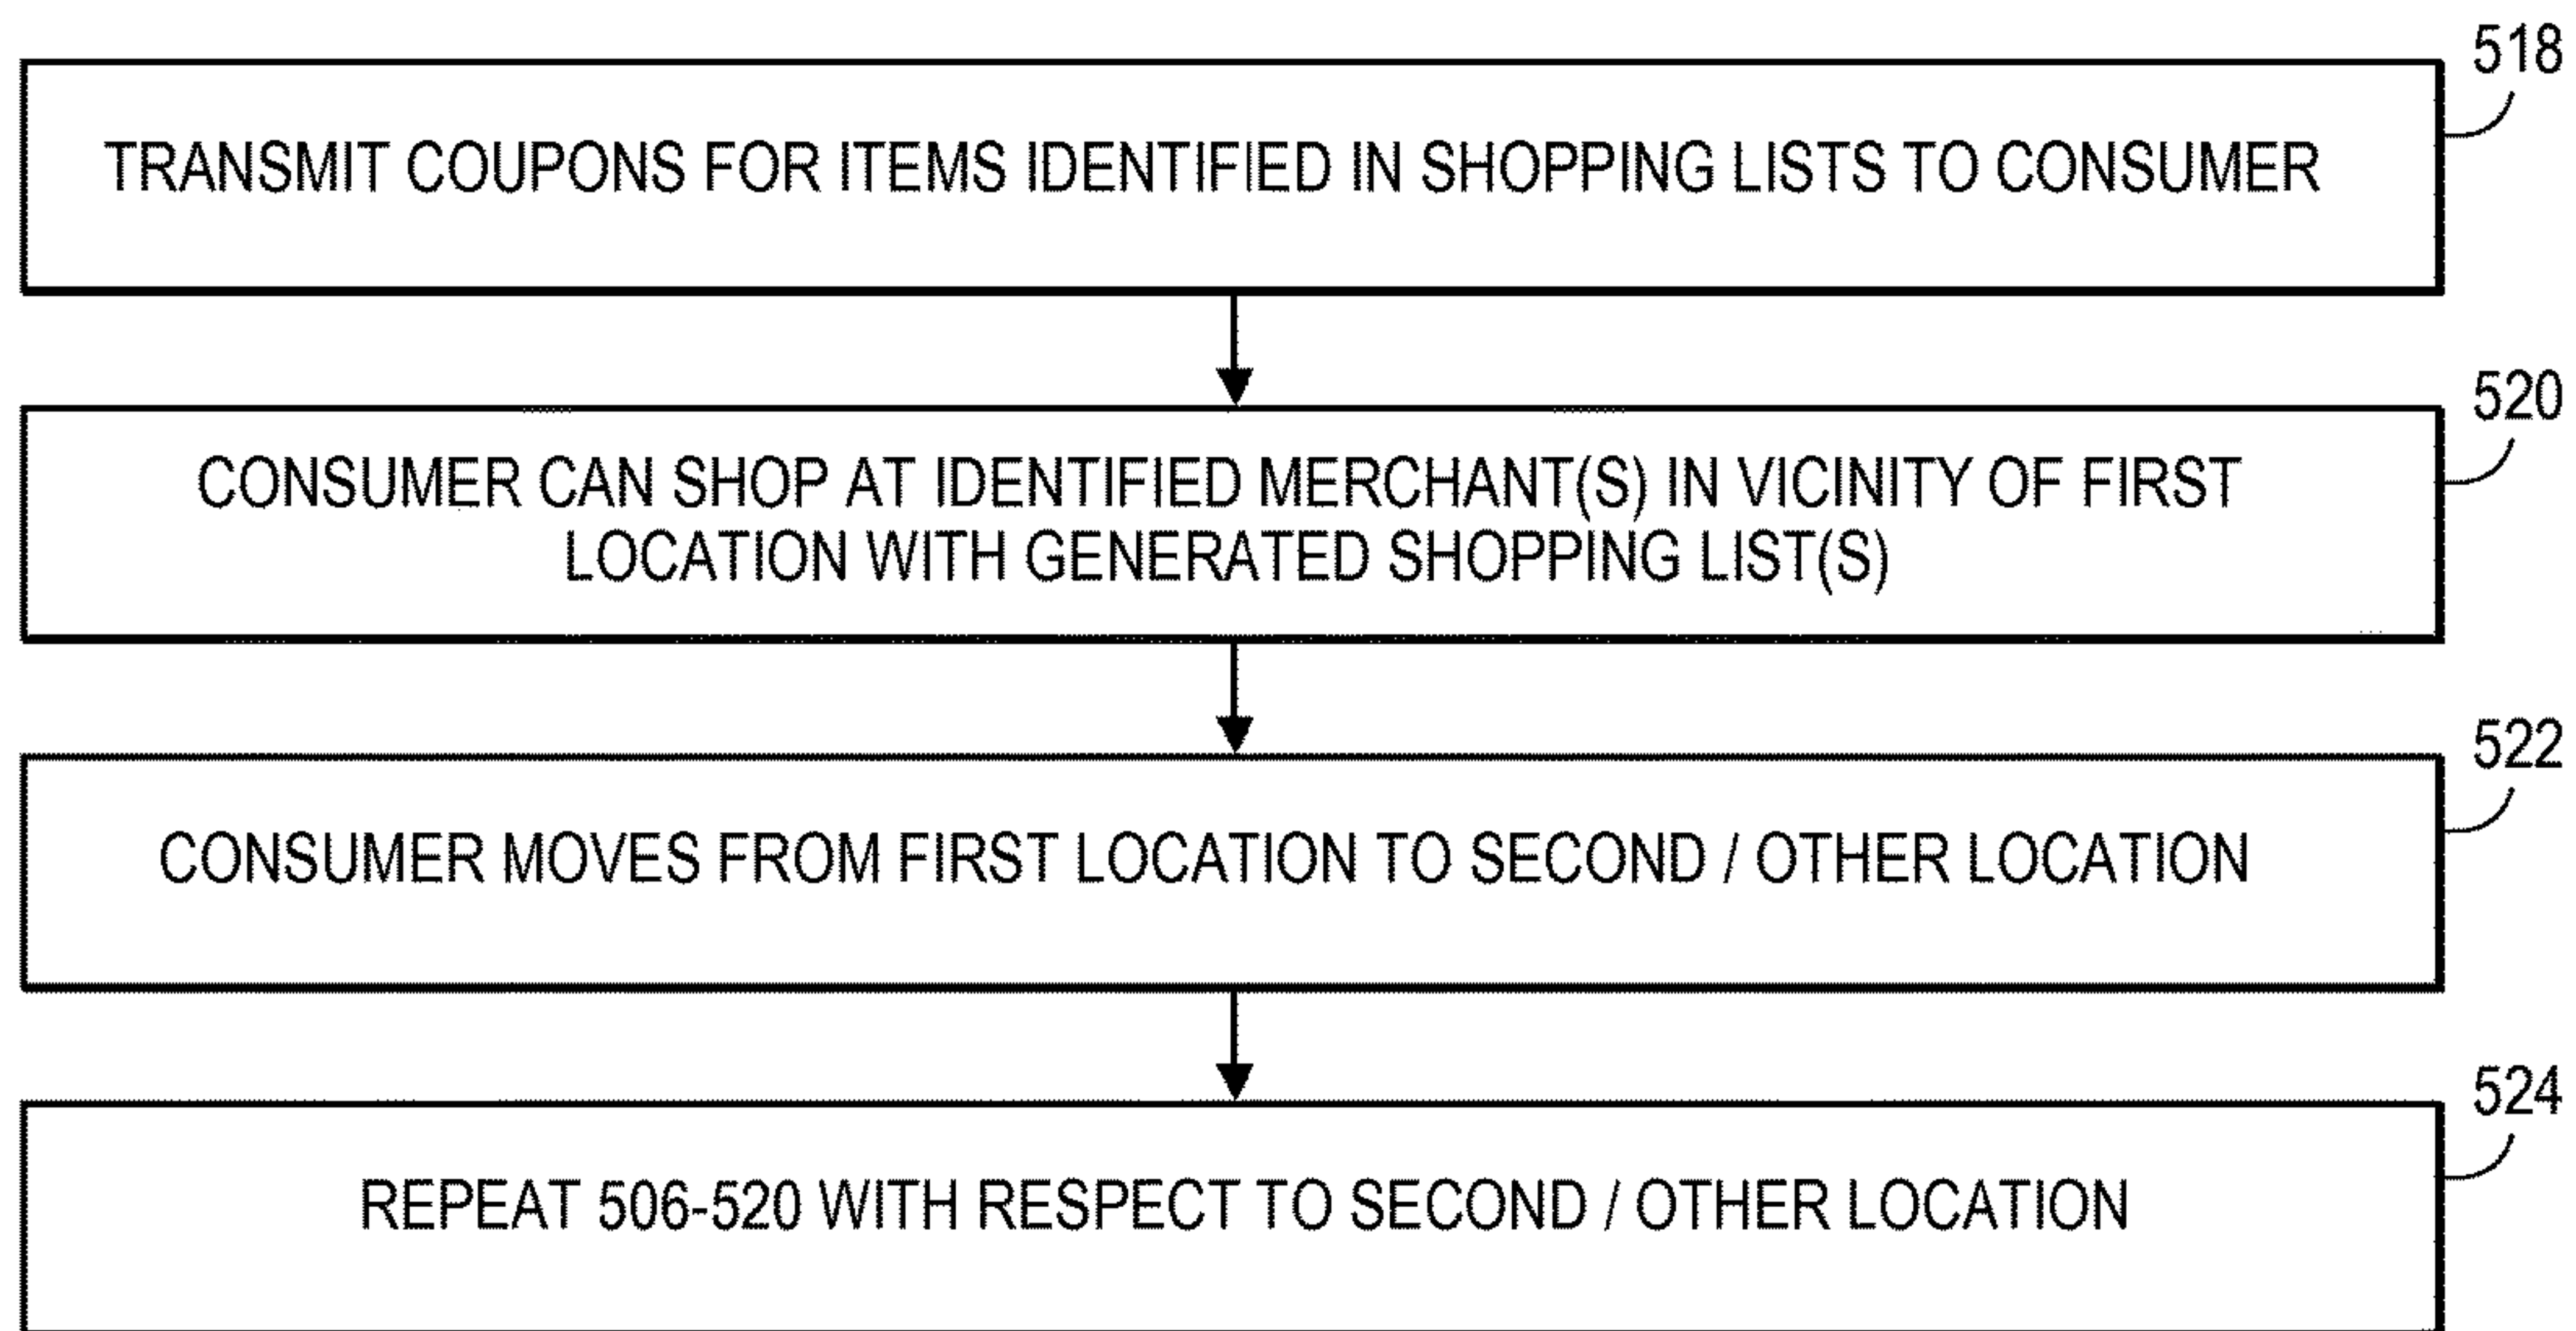 518
TRANSMIT COUPONS FOR ITEMS IDENTIFIED IN SHOPPING LISTS TO CONSUMER
520
CONSUMER CAN SHOP AT IDENTIFIED MERCHANT(S) IN VICINITY OF FIRST
LOCATION WITH GENERATED SHOPPING LIST(S)
522
CONSUMER MOVES FROM FIRST LOCATION TO SECOND / OTHER LOCATION
524
REPEAT 506-520 WITH RESPECT TO SECOND / OTHER LOCATION